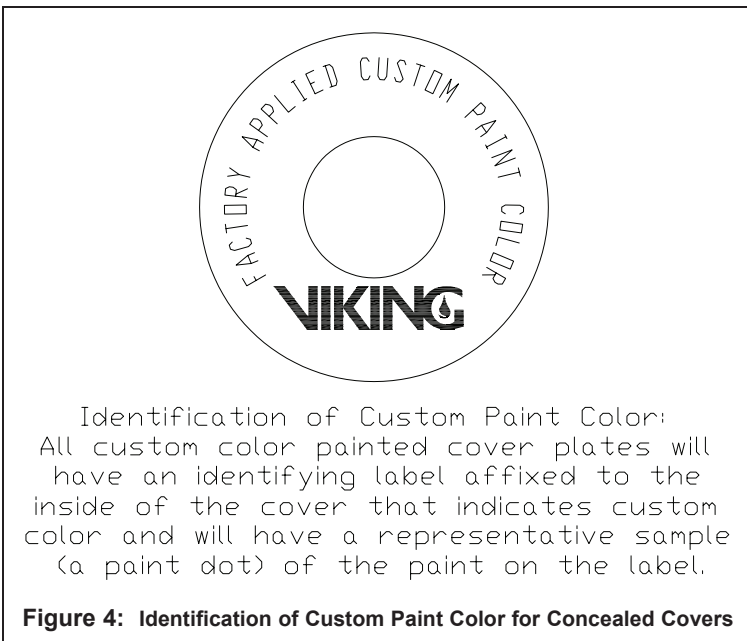 FACTORY APPLIED CUSTOM PAINT COLOR
VIKING
Identification of Custom Paint Color:
All custom color painted cover plates will
have an identifying label affixed to the
inside of the cover that indicates custom
color and will have a representative sample
(a paint dot) of the paint on the label.
Figure 4: Identification of Custom Paint Color for Concealed Covers